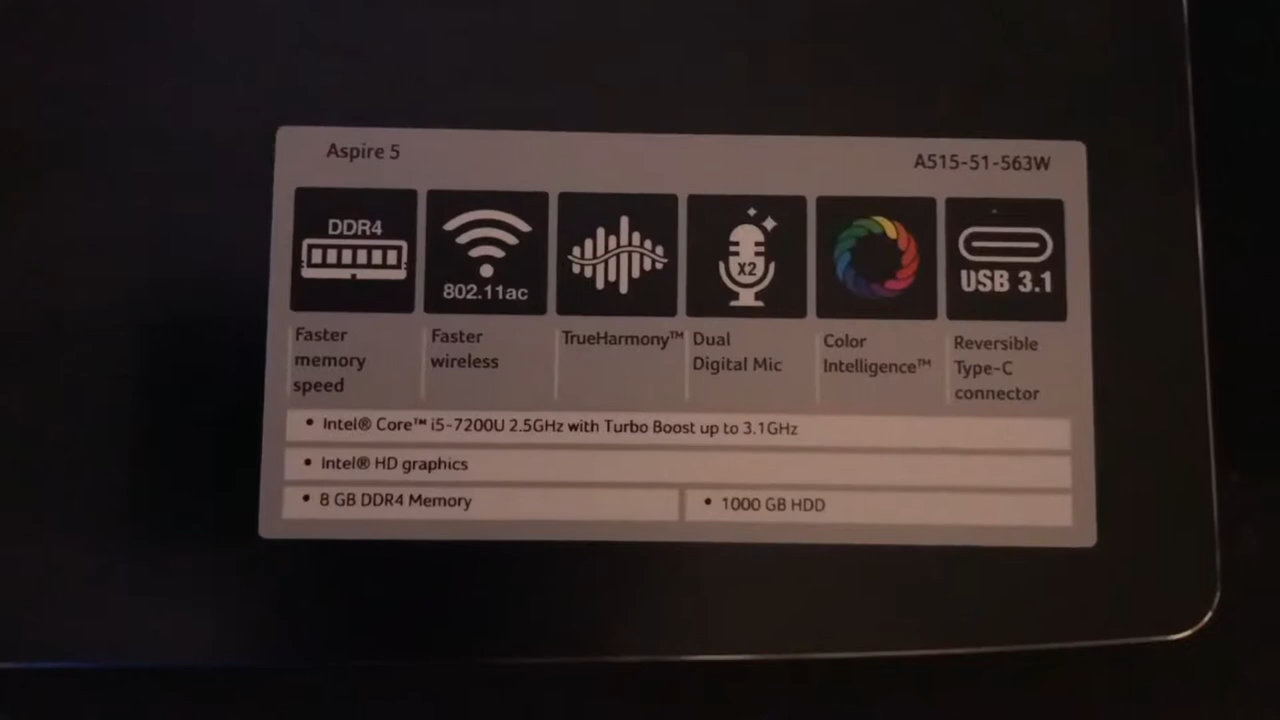 Aspire 5
A515-51-563W
DDR4
802.11ac
X2
USB 3.1
Faster
memory
speed
Faster
wireless
TrueHarmony™
Dual
Digital Mic
Color
Intelligence™
Reversible
Type-C
connector
• Intel® Core™ i5-7200U 2.5GHz with Turbo Boost up to 3.1GHz
• Intel® HD graphics
• 8 GB DDR4 Memory
• 1000 GB HDD